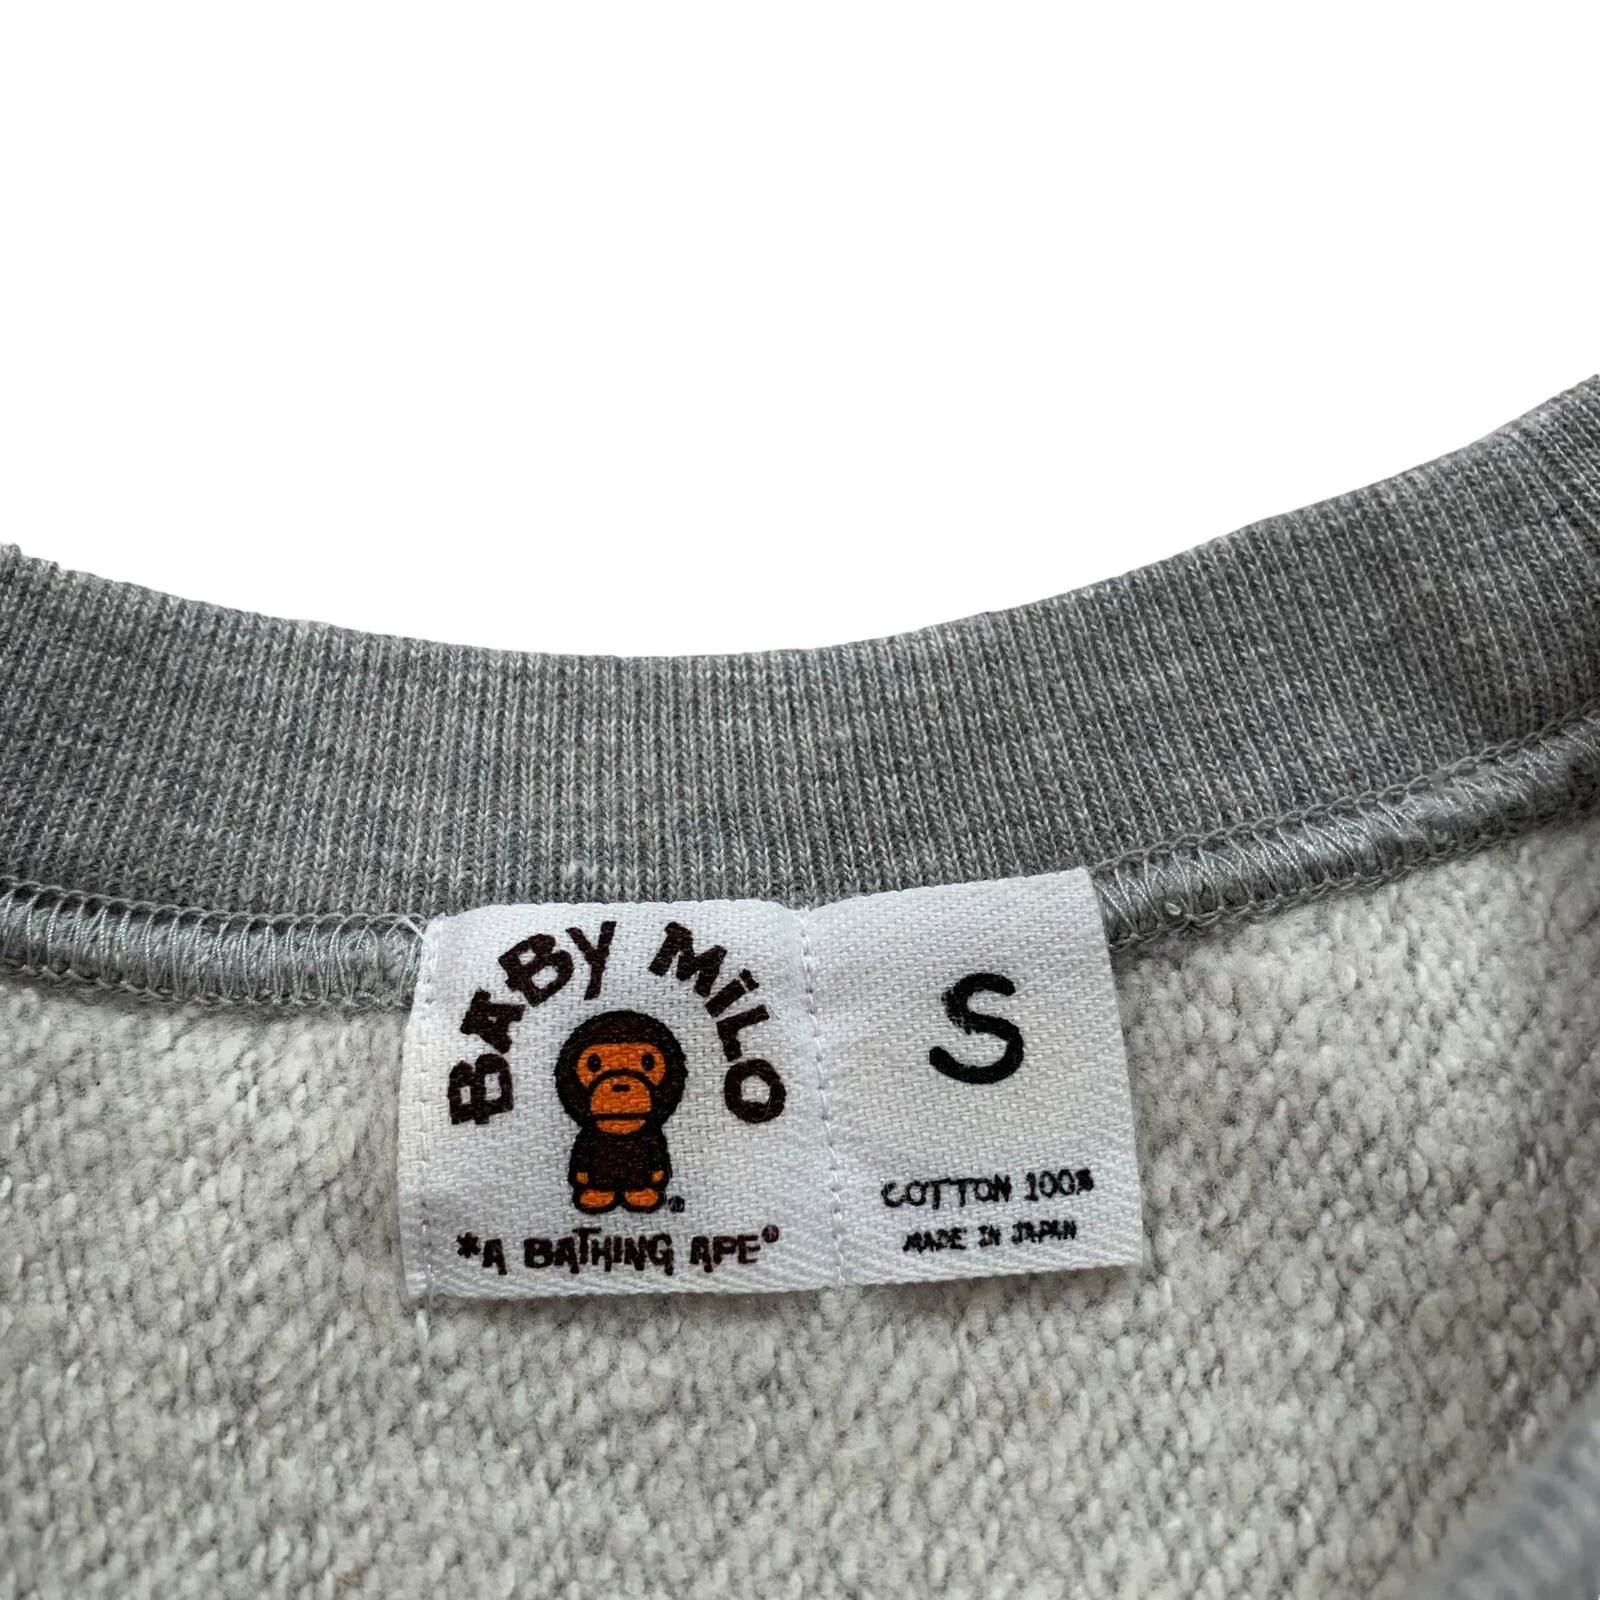 BABY MiLO
®
*A BATHING APE®
S
COTTON 100%
MADE IN JAPAN